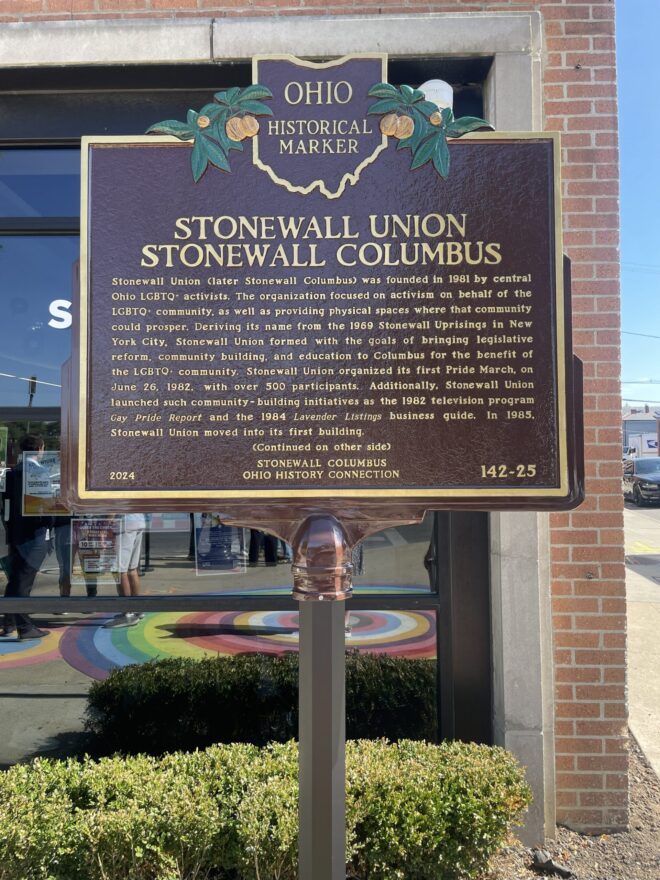 OHIO
HISTORICAL
MARKER
STONEWALL UNION
STONEWALL COLUMBUS
Stonewall Union (later Stonewall Columbus) was founded in 1981 by central
Ohio LGBTQ+ activists. The organization focused on activism on behalf of the
LGBTQ+ community, as well as providing physical spaces where that community
could prosper. Deriving its name from the 1969 Stonewall Uprisings in New
York City, Stonewall Union formed with the goals of bringing legislative
reform, community building, and education to Columbus for the benefit of
the LGBTQ+ community. Stonewall Union organized its first Pride March, on
June 26, 1982, with over 500 participants. Additionally, Stonewall Union
launched such community-building initiatives as the 1982 television program
Gay Pride Report and the 1984 Lavender Listings business guide. In 1985,
Stonewall Union moved into its first building.
(Continued on other side)
STONEWALL COLUMBUS
2024 OHIO HISTORY CONNECTION 142-25
S